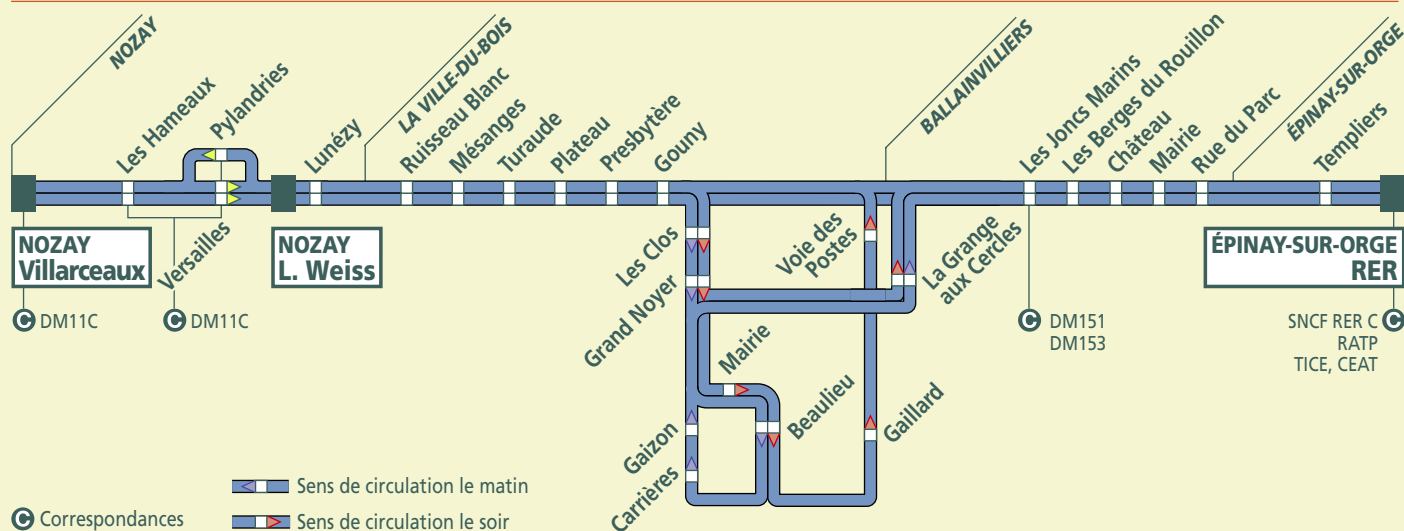 NOZAY
LA VILLE-DU-BOIS
BALLAINVILLIERS
ÉPINAY-SUR-ORGE
Les Hameaux
Pylandries
Lunézy
Ruisseau Blanc
Mésanges
Turaude
Plateau
Presbytère
Gouny
Les Joncs Marins
Les Berges du Rouillon
Château
Mairie
Rue du Parc
Templiers
NOZAY
Villarceaux
Versailles
NOZAY
L. Weiss
Les Clos
Voie des
Postes
La Grange
aux Cercles
ÉPINAY-SUR-ORGE
RER
Grand Noyer
C DM11C
C DM11C
C DM151
DM153
SNCF RER C C
RATP
TICE, CEAT
Mairie
Beaulieu
Gaillard
Gaizon
Carrières
Sens de circulation le matin
C Correspondances
Sens de circulation le soir